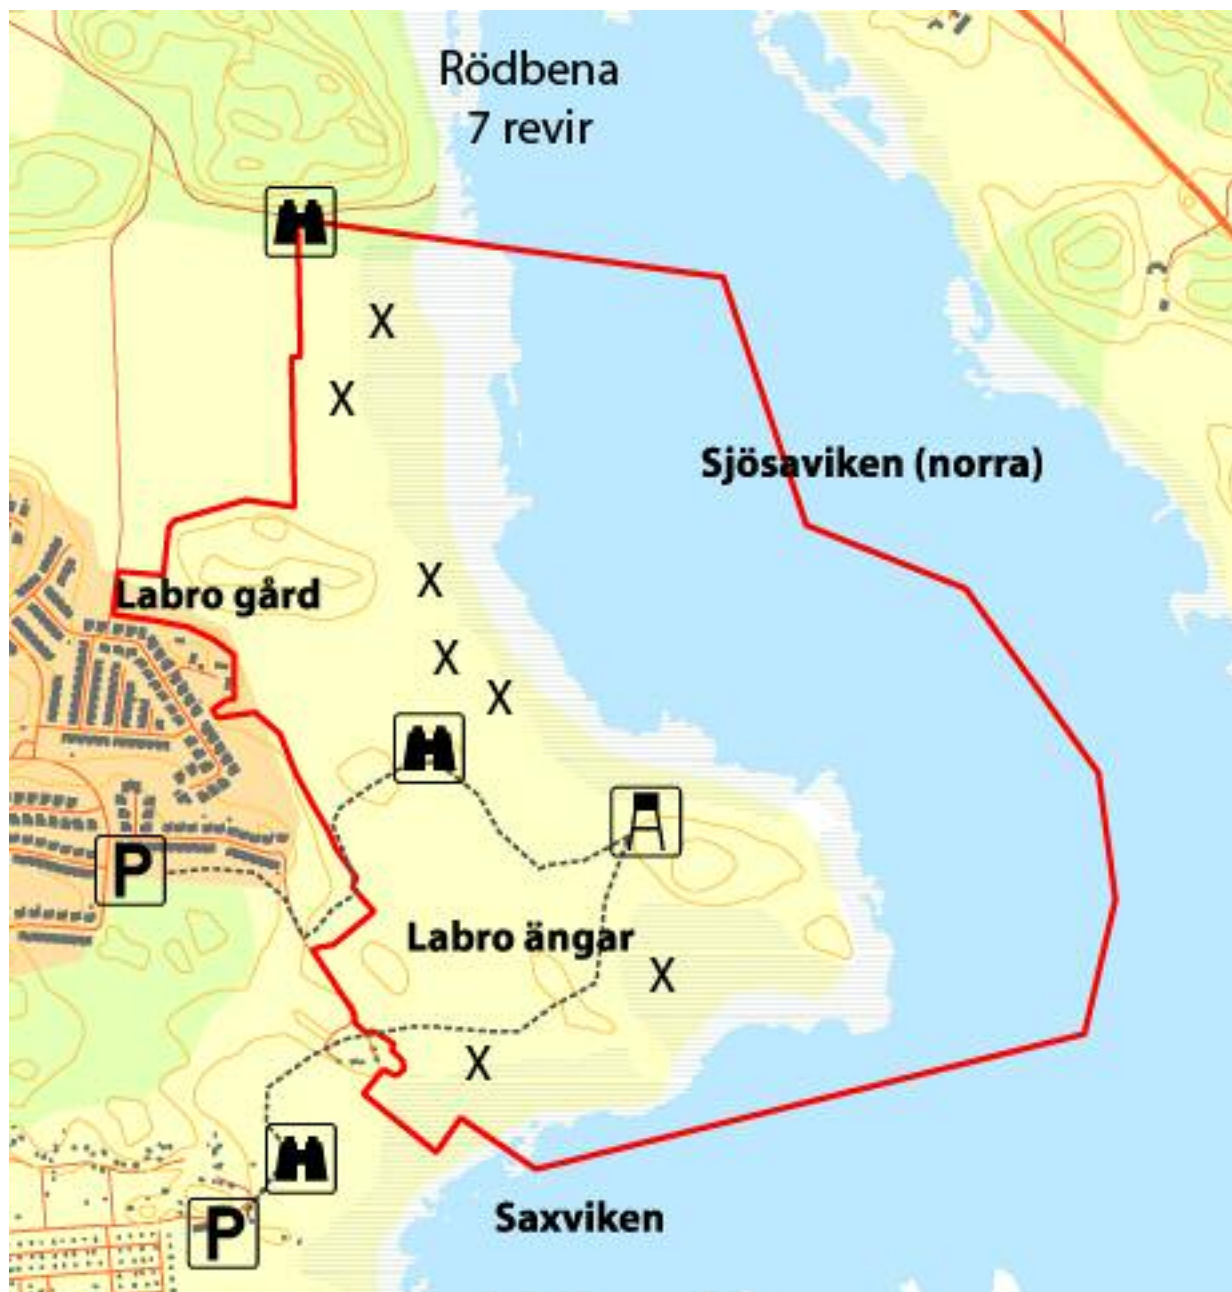 Rödbena
7 revir
X
X
Sjösaviken (norra)
X
Labro gård
X
X
P
Labro ängar
X
X
Saxviken
P